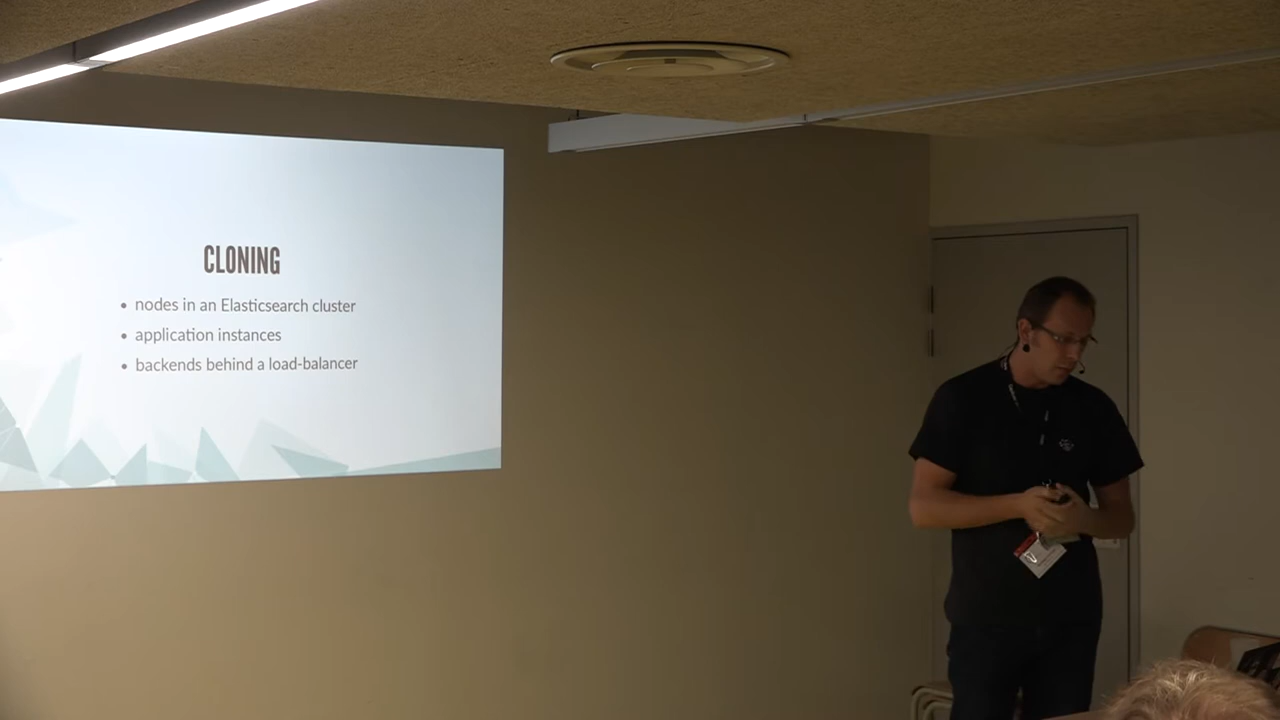 CLONING
• nodes in an Elasticsearch cluster
• application instances
• backends behind a load-balancer